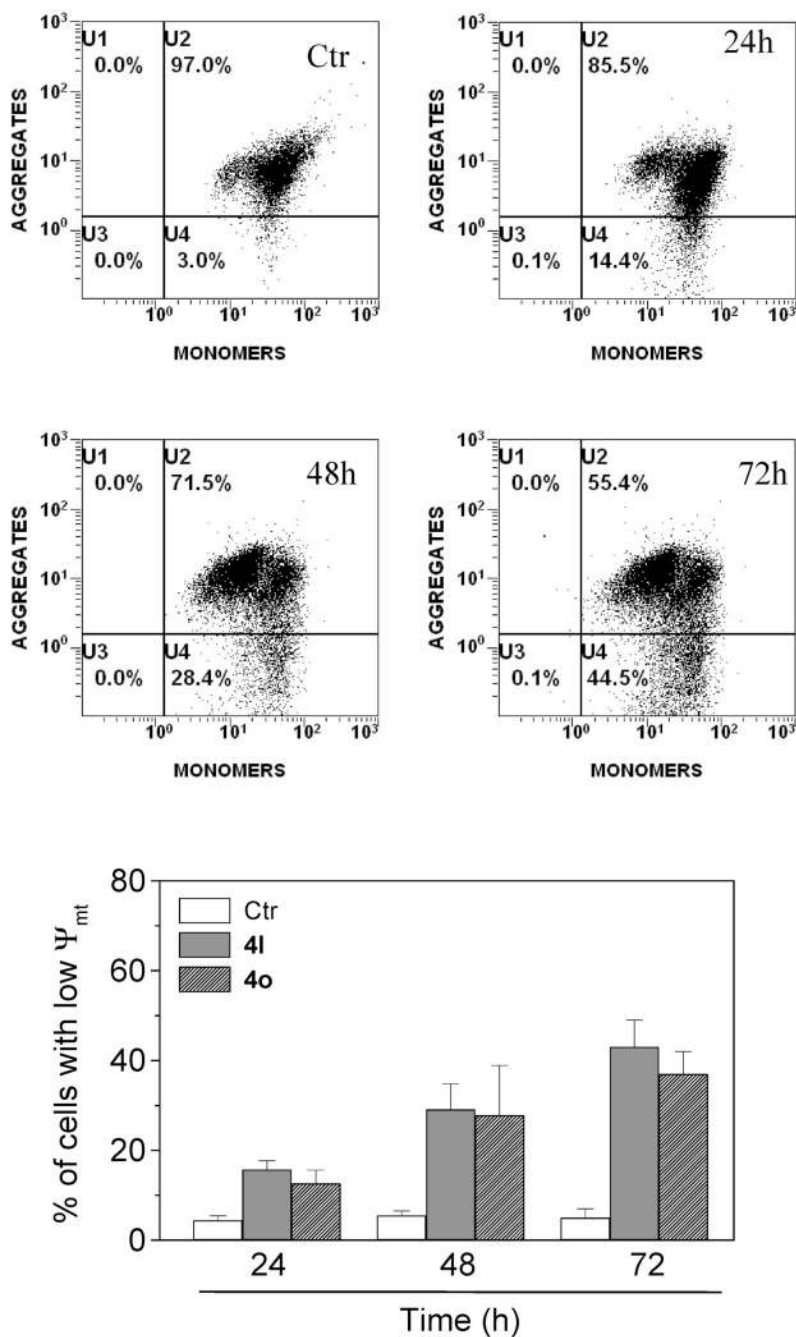 10³
U1 U2 Ctr
0.0% 97.0%
10²
AGGREGATES
10¹
10⁰
U3 U4
0.0% 3.0%
10⁰ 10¹ 10² 10³
MONOMERS
10³
U1 U2 24h
0.0% 85.5%
10²
AGGREGATES
10¹
10⁰
U3 U4
0.1% 14.4%
10⁰ 10¹ 10² 10³
MONOMERS
10³
U1 U2 48h
0.0% 71.5%
10²
AGGREGATES
10¹
10⁰
U3 U4
0.0% 28.4%
10⁰ 10¹ 10² 10³
MONOMERS
10³
U1 U2 72h
0.0% 55.4%
10²
AGGREGATES
10¹
10⁰
U3 U4
0.1% 44.5%
10⁰ 10¹ 10² 10³
MONOMERS
% of cells with low Ψmt
80
60
40
20
0
Ctr
4l
4o
24 48 72
Time (h)